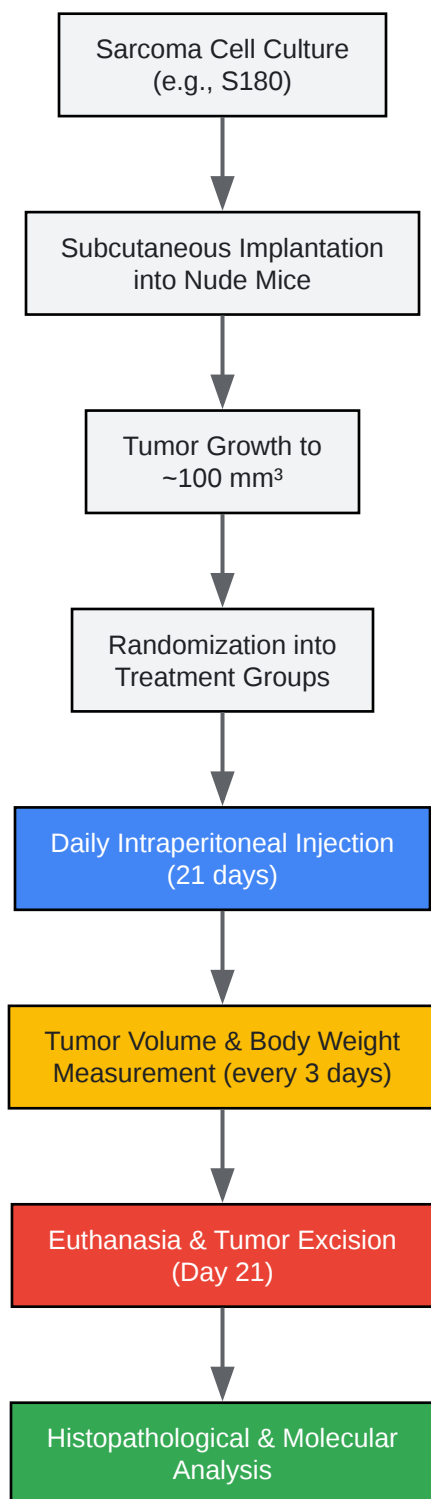 Sarcoma Cell Culture
(e.g., S180)
Subcutaneous Implantation
into Nude Mice
Tumor Growth to
~100 mm³
Randomization into
Treatment Groups
Daily Intraperitoneal Injection
(21 days)
Tumor Volume & Body Weight
Measurement (every 3 days)
Euthanasia & Tumor Excision
(Day 21)
Histopathological & Molecular
Analysis